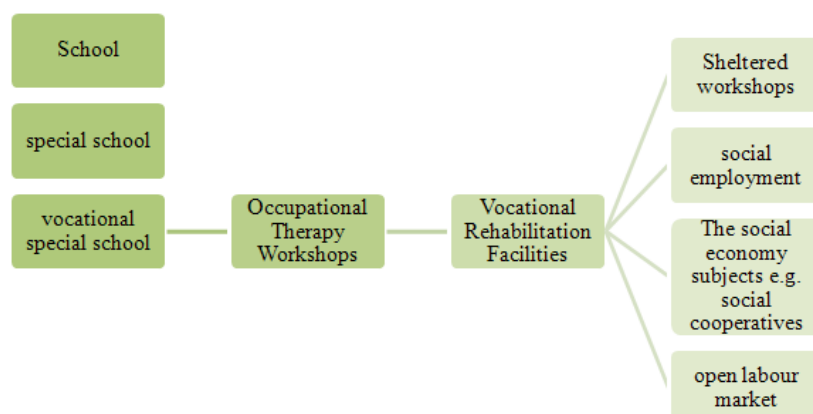 School
special school
vocational
special school
Occupational
Therapy
Workshops
Vocational
Rehabilitation
Facilities
Sheltered
workshops
social
employment
The social
economy
subjects e.g.
social
cooperatives
open labour
market